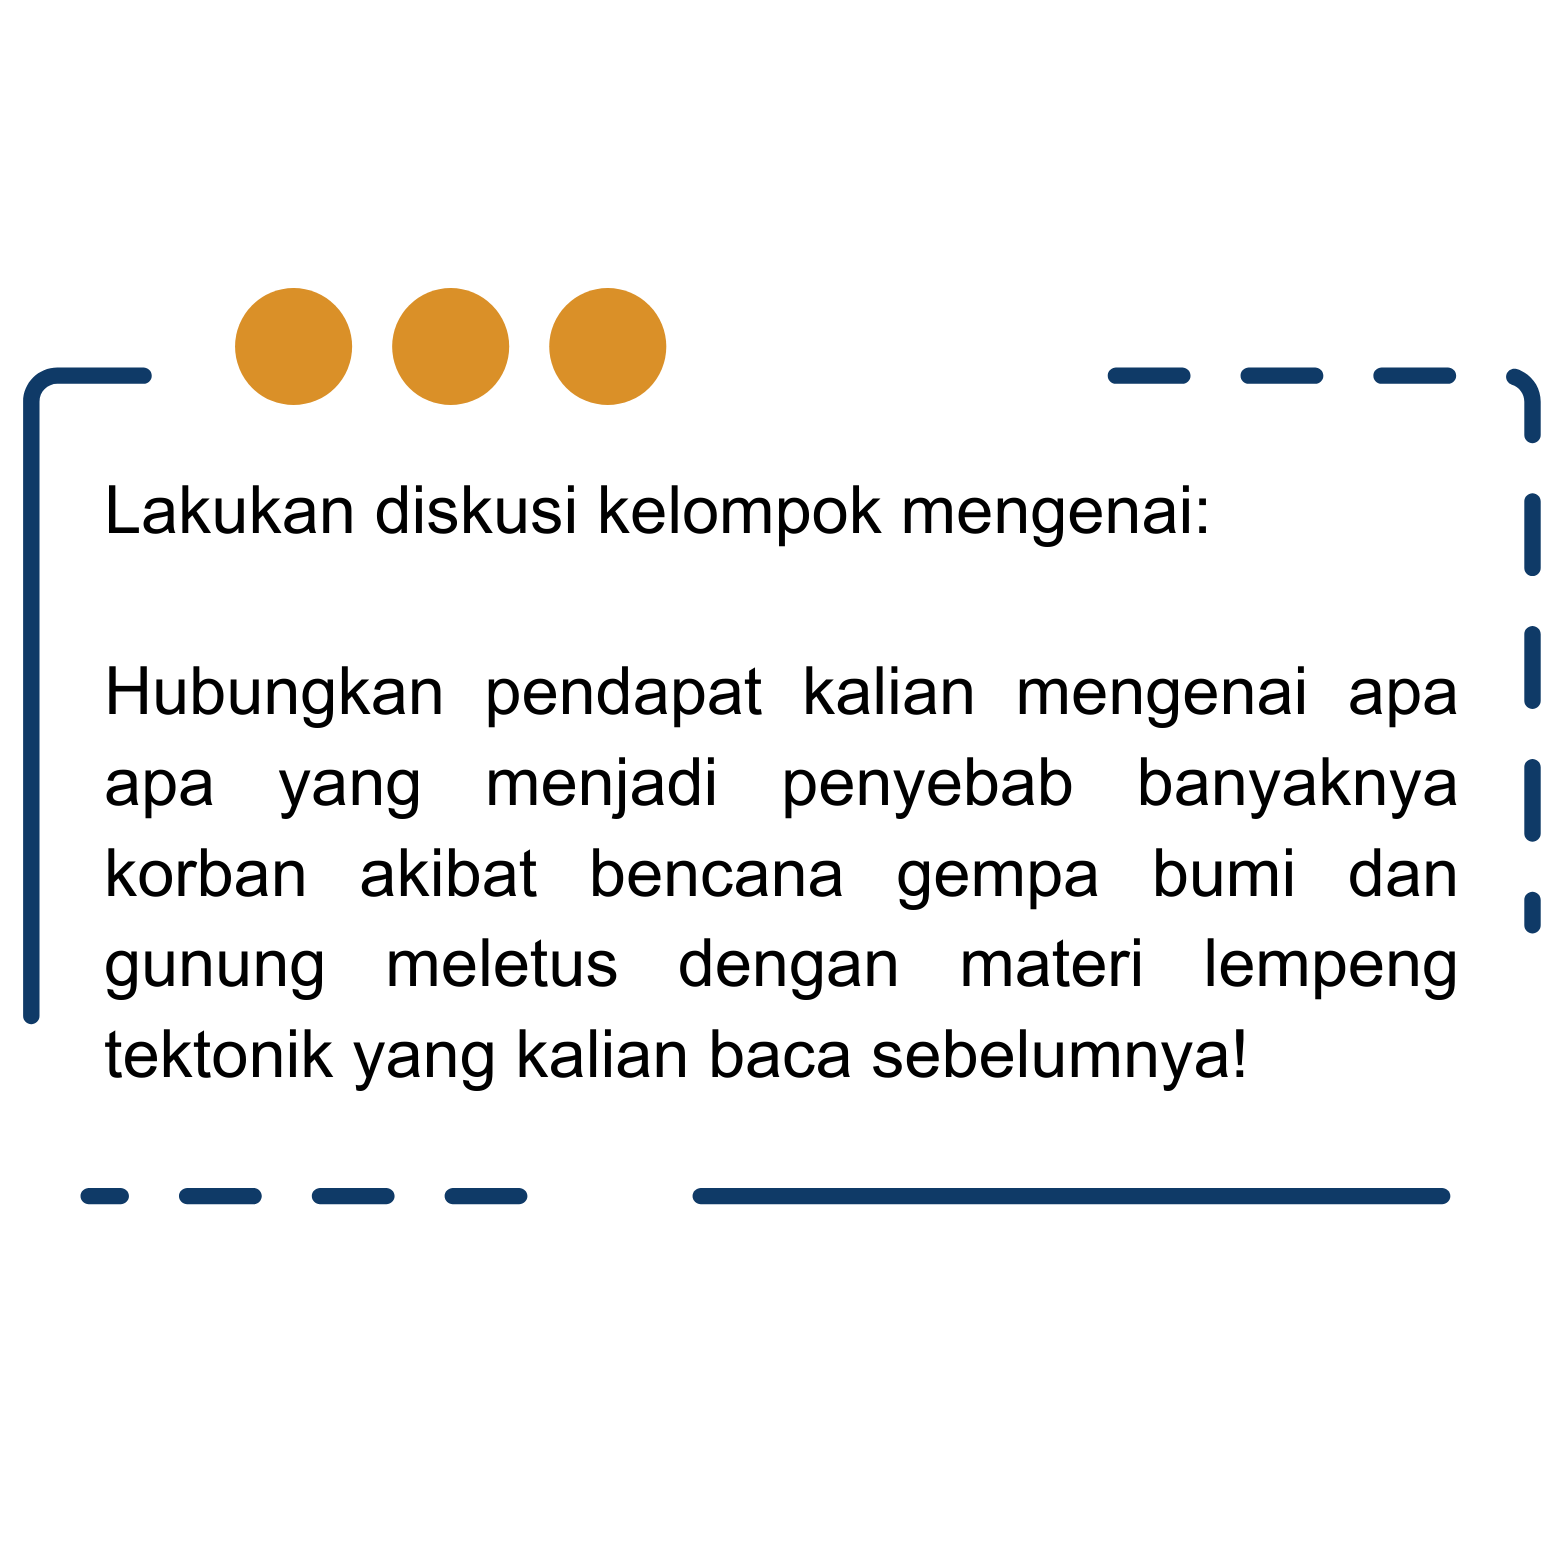 Lakukan diskusi kelompok mengenai:
Hubungkan pendapat kalian mengenai apa
apa yang menjadi penyebab banyaknya
korban akibat bencana gempa bumi dan
gunung meletus dengan materi lempeng
tektonik yang kalian baca sebelumnya!